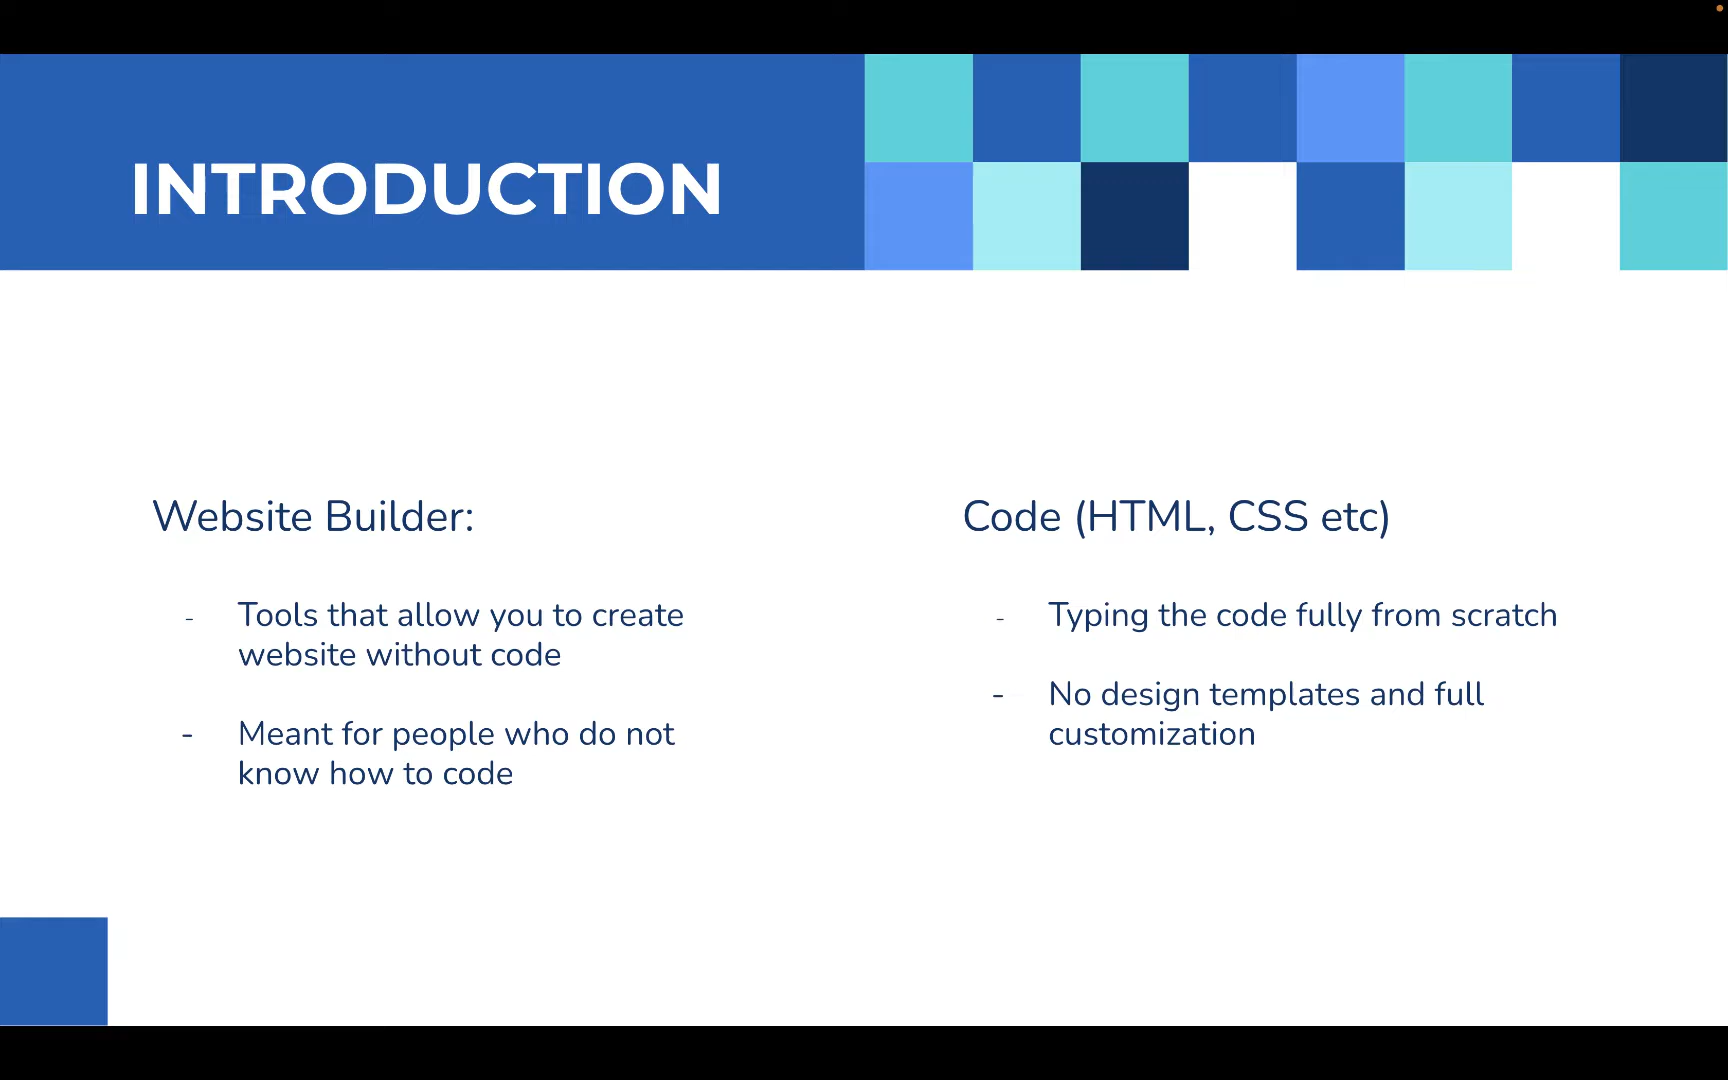 INTRODUCTION
Website Builder:
- Tools that allow you to create
website without code
- Meant for people who do not
know how to code
Code (HTML, CSS etc)
- Typing the code fully from scratch
- No design templates and full
customization